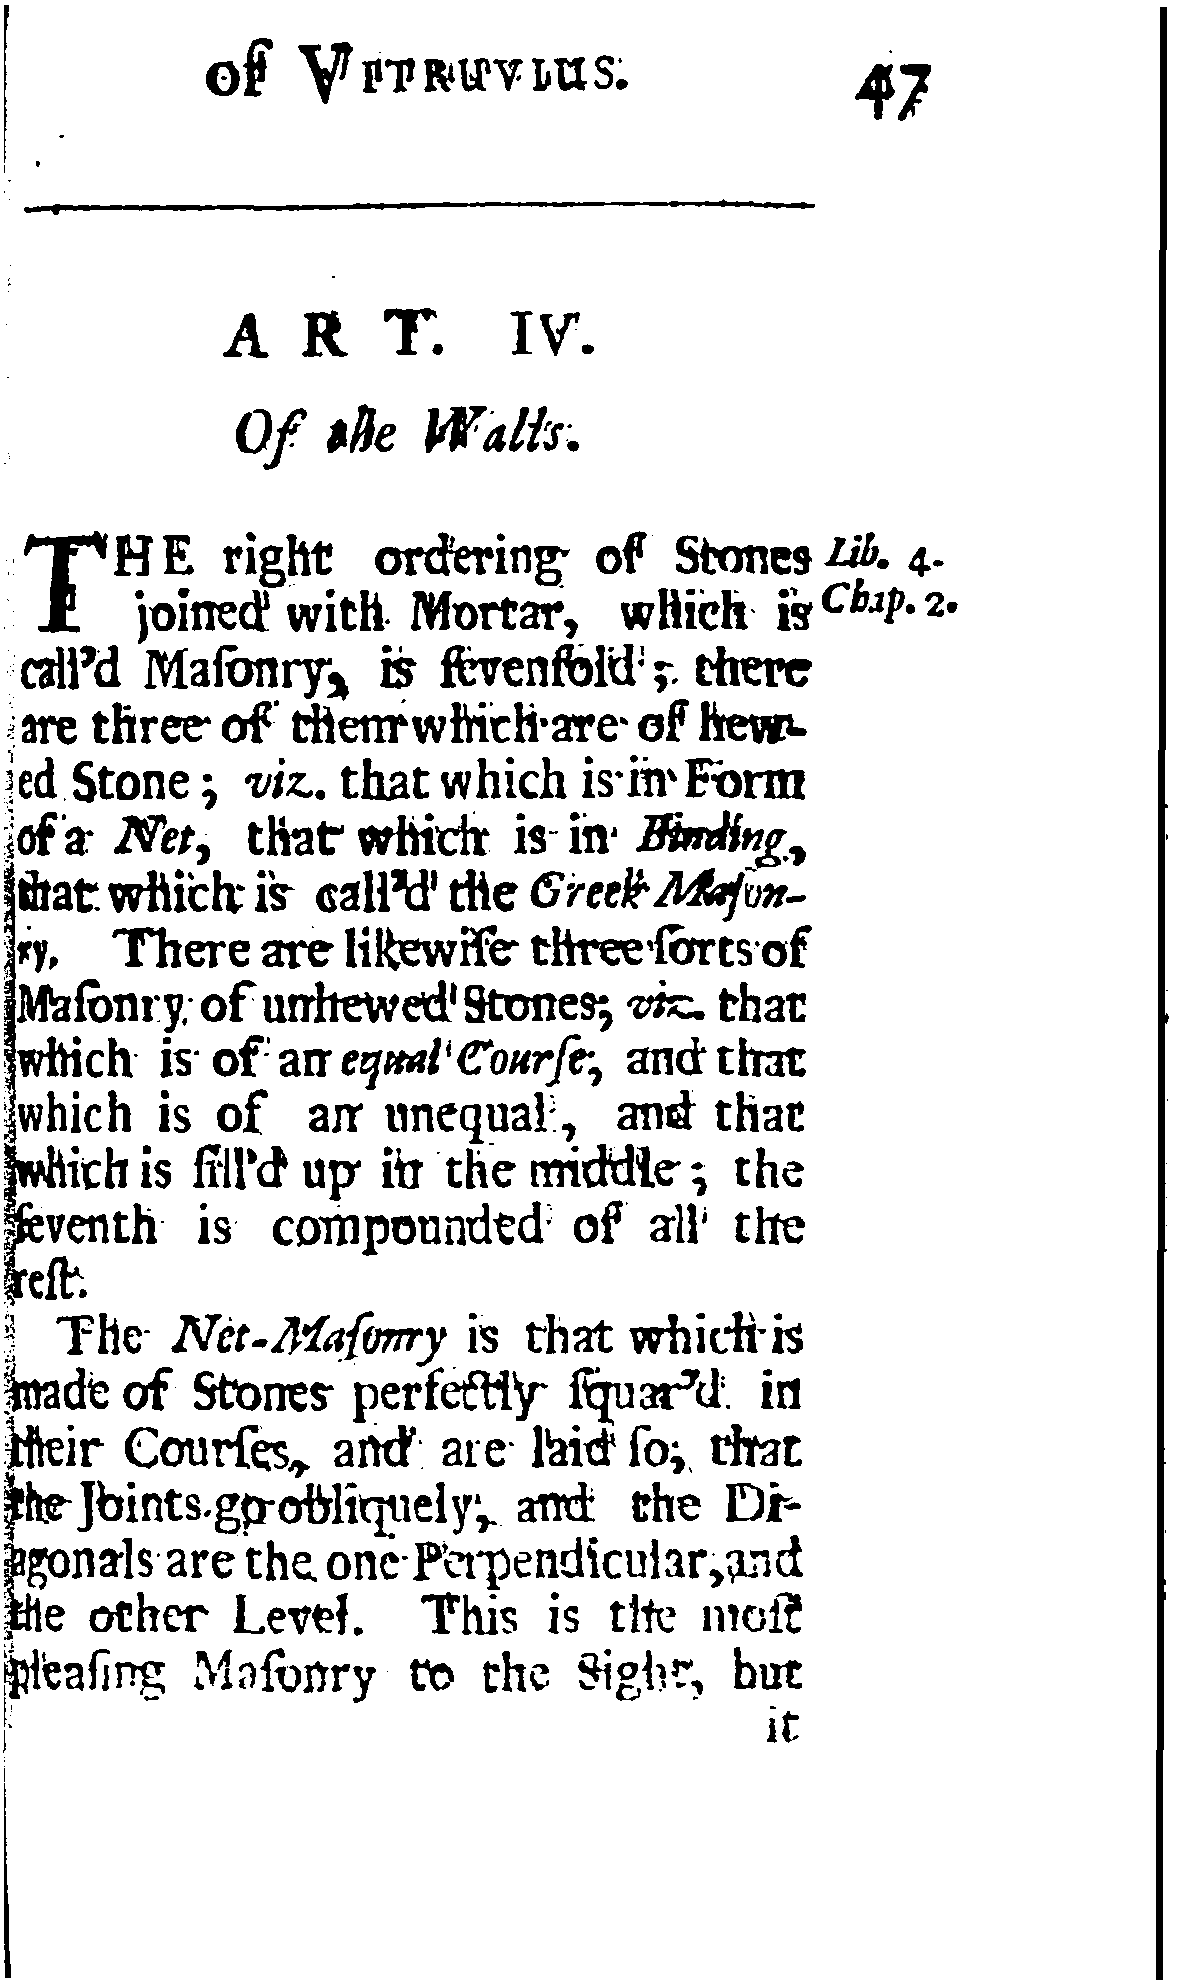 of VITRUVIUS. 47
ART. IV.
Of the Walls.
THE right ordering of Stones Lib. 4.
joined with Mortar, which is Chap. 2.
call'd Maſonry, is ſevenfold; there
are three of them which are of hew-
ed Stone; viz. that which is in Form
of a Net, that which is in Binding,
that which is call'd the Greek Maſon-
ry. There are likewiſe three ſorts of
Maſonry of unhewed Stones; viz. that
which is of an equal Courſe, and that
which is of an unequal, and that
which is fill'd up in the middle; the
ſeventh is compounded of all the
reſt.
The Net-Maſonry is that which is
made of Stones perfectly ſquar'd in
their Courſes, and are laid ſo, that
the Joints go obliquely, and the Di-
agonals are the one Perpendicular, and
the other Level. This is the moſt
pleaſing Maſonry to the Sight, but
it